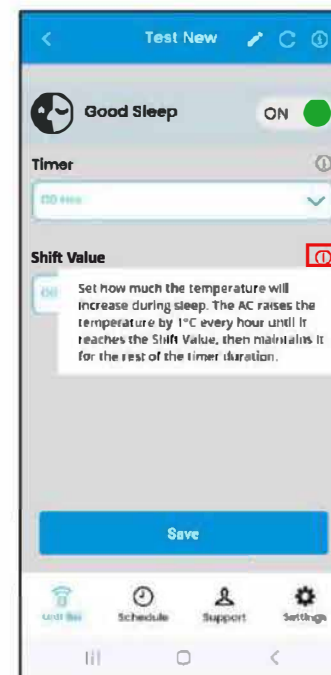 Test New
Good Sleep
ON
Timer
Shift Value
Set how much the temperature will
increase during sleep. The AC raises the
temperature by 1°C every hour until it
reaches the Shift Value, then maintains it
for the rest of the timer duration.
Save
Unit list Schedule Support Settings